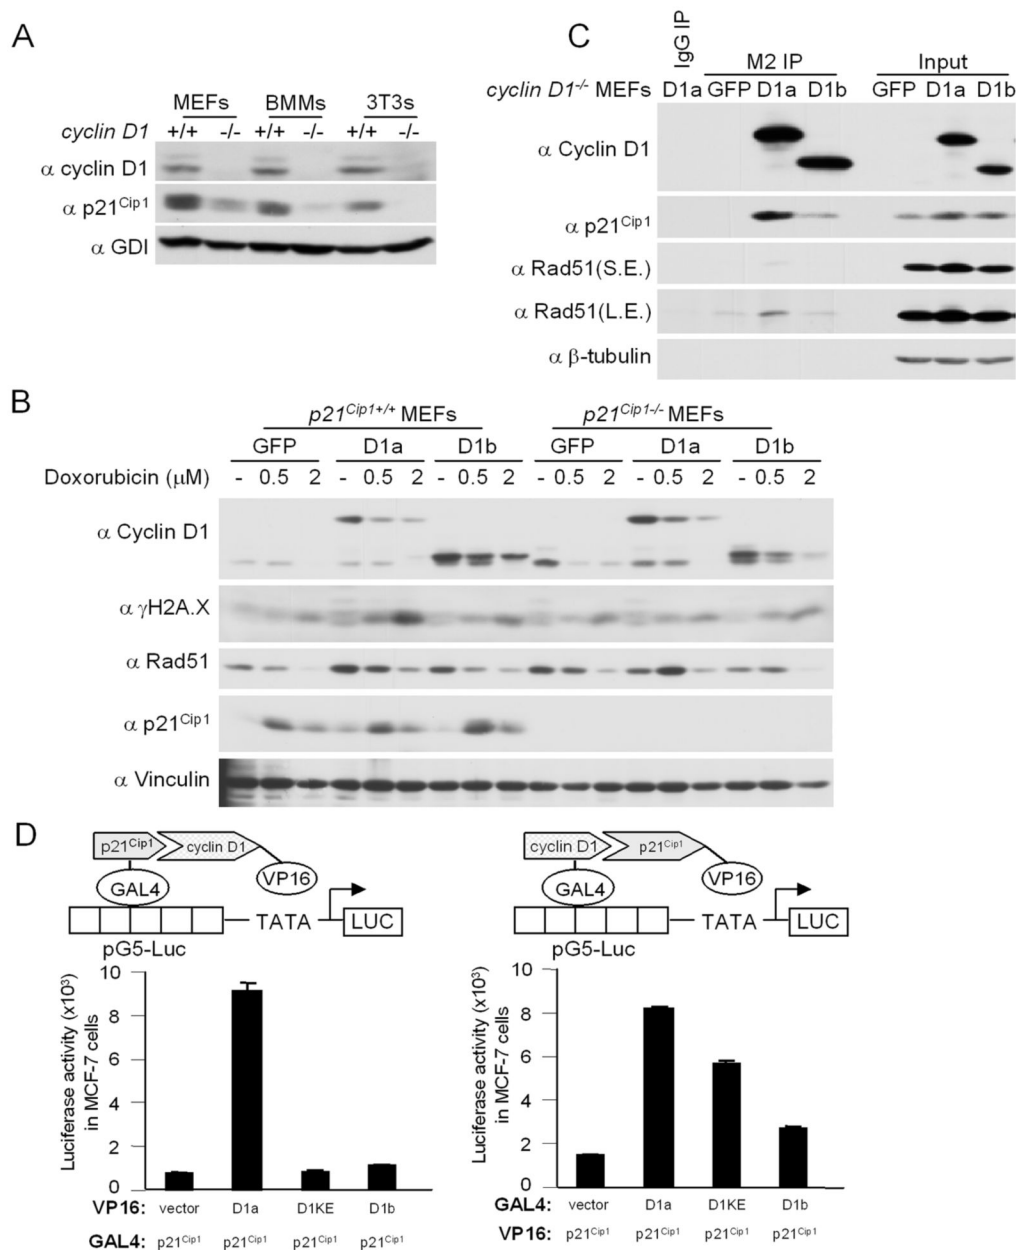 A
MEFs BMMs 3T3s
cyclin D1 +/+ -/- +/+ -/- +/+ -/-
α cyclin D1
α p21Cip1
α GDI
C
IgG IP
M2 IP Input
cyclin D1-/- MEFs D1a GFP D1a D1b GFP D1a D1b
α Cyclin D1
α p21Cip1
α Rad51(S.E.)
α Rad51(L.E.)
α β-tubulin
B
p21Cip1+/+ MEFs p21Cip1-/- MEFs
GFP D1a D1b GFP D1a D1b
Doxorubicin (µM) - 0.5 2 - 0.5 2 - 0.5 2 - 0.5 2 - 0.5 2 - 0.5 2
α Cyclin D1
α γH2A.X
α Rad51
α p21Cip1
α Vinculin
D
p21Cip1 cyclin D1
GAL4 VP16
TATA LUC
pG5-Luc
Luciferase activity (x10³)
in MCF-7 cells
10
8
6
4
2
0
VP16: vector D1a D1KE D1b
GAL4: p21Cip1 p21Cip1 p21Cip1 p21Cip1
cyclin D1 p21Cip1
GAL4 VP16
TATA LUC
pG5-Luc
Luciferase activity (x10³)
in MCF-7 cells
10
8
6
4
2
0
GAL4: vector D1a D1KE D1b
VP16: p21Cip1 p21Cip1 p21Cip1 p21Cip1